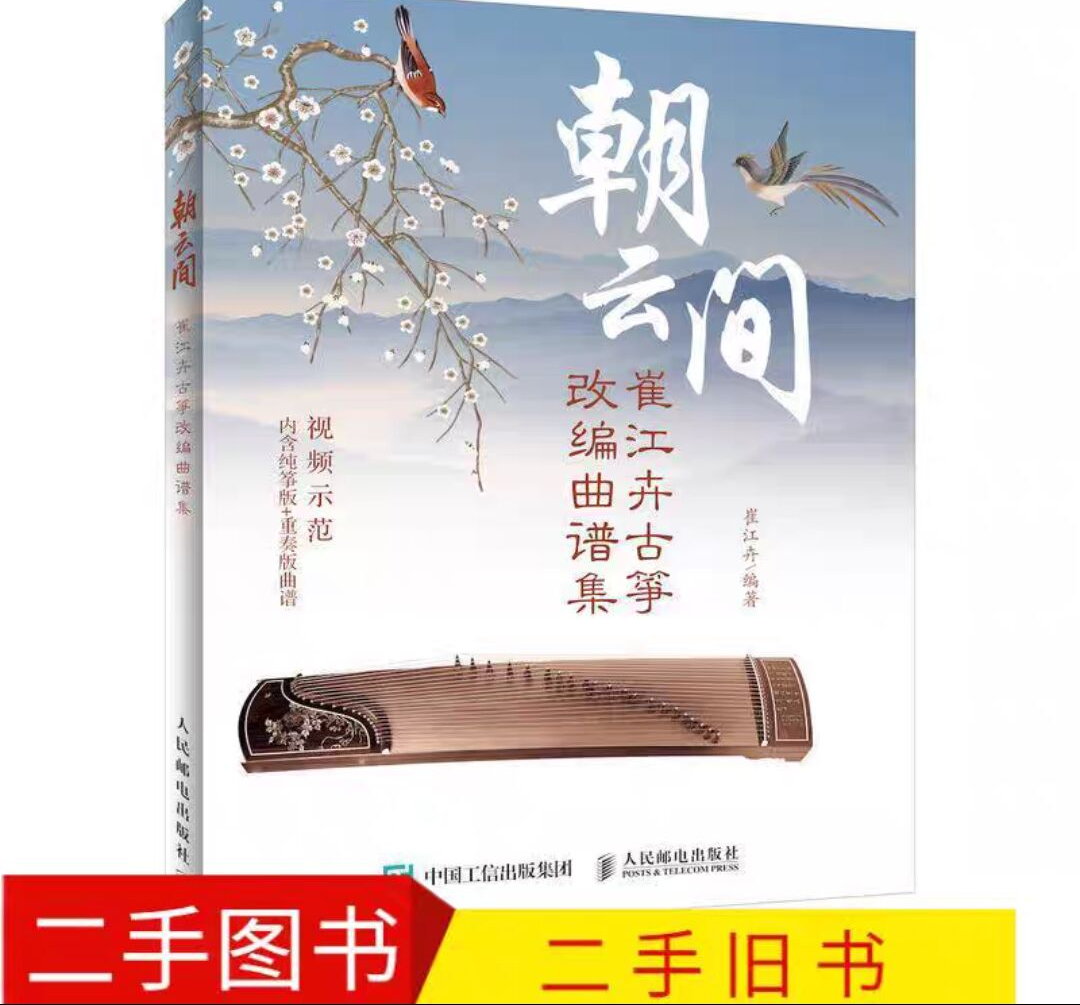 朝云间
崔江卉古筝
改编曲谱集
崔江卉/编著
视频示范
内含纯筝版+重奏版曲谱
中国工信出版集团
人民邮电出版社
POSTS & TELECOM PRESS
朝云间
崔江卉古筝改编曲谱集
人民邮电出版社
二手图书
二手旧书